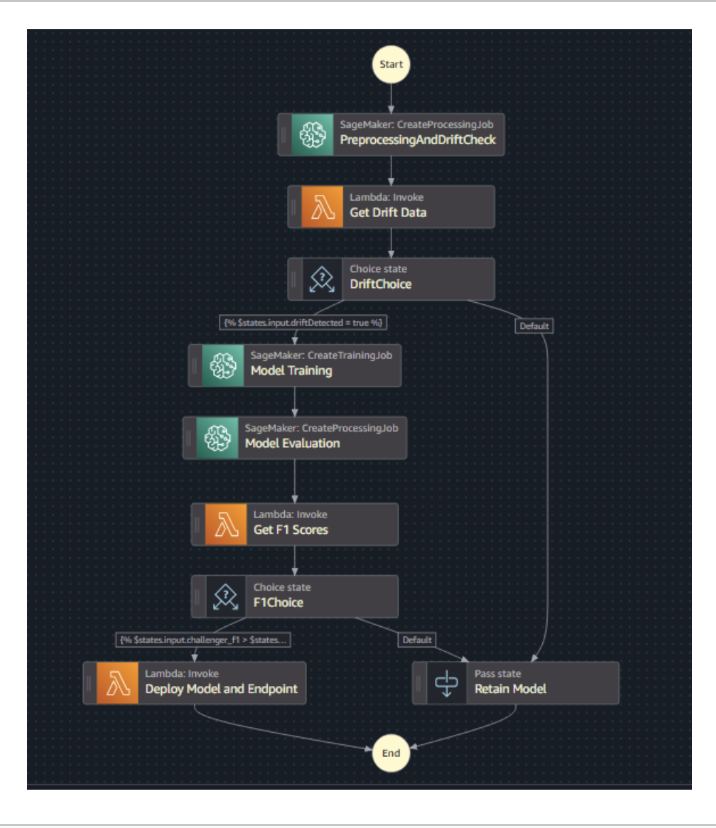 Start
SageMaker: CreateProcessingJob
PreprocessingAndDriftCheck
Lambda: Invoke
Get Drift Data
Choice state
DriftChoice
{% $states.input.driftDetected = true %}
Default
SageMaker: CreateTrainingJob
Model Training
SageMaker: CreateProcessingJob
Model Evaluation
Lambda: Invoke
Get F1 Scores
Choice state
F1Choice
{% $states.input.challenger_f1 > $states...
Default
Lambda: Invoke
Deploy Model and Endpoint
Pass state
Retain Model
End